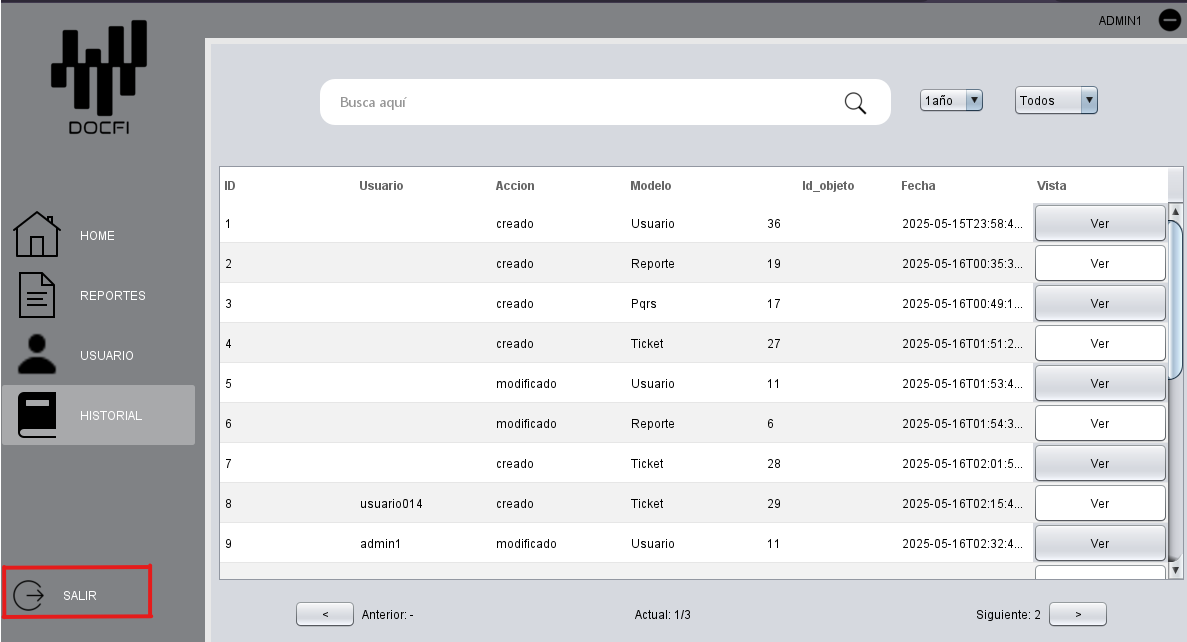 ADMIN1
DOCFI
Busca aquí
1año
Todos
HOME
REPORTES
USUARIO
HISTORIAL
SALIR
ID Usuario Accion Modelo Id_objeto Fecha Vista
1 creado Usuario 36 2025-05-15T23:58:4... Ver
2 creado Reporte 19 2025-05-16T00:35:3... Ver
3 creado Pqrs 17 2025-05-16T00:49:1... Ver
4 creado Ticket 27 2025-05-16T01:51:2... Ver
5 modificado Usuario 11 2025-05-16T01:53:4... Ver
6 modificado Reporte 6 2025-05-16T01:54:3... Ver
7 creado Ticket 28 2025-05-16T02:01:5... Ver
8 usuario014 creado Ticket 29 2025-05-16T02:15:4... Ver
9 admin1 modificado Usuario 11 2025-05-16T02:32:4... Ver
< Anterior: - Actual: 1/3 Siguiente: 2 >